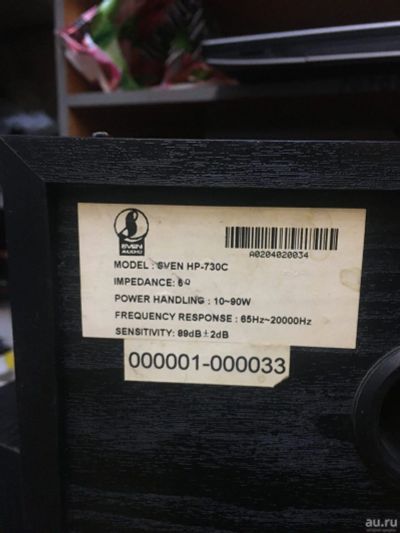 SVEN
AUDIO
A0204020034
MODEL : SVEN HP-730C
IMPEDANCE: 6Ω
POWER HANDLING : 10~90W
FREQUENCY RESPONSE : 65Hz~20000Hz
SENSITIVITY: 89dB±2dB
000001-000033
au.ru